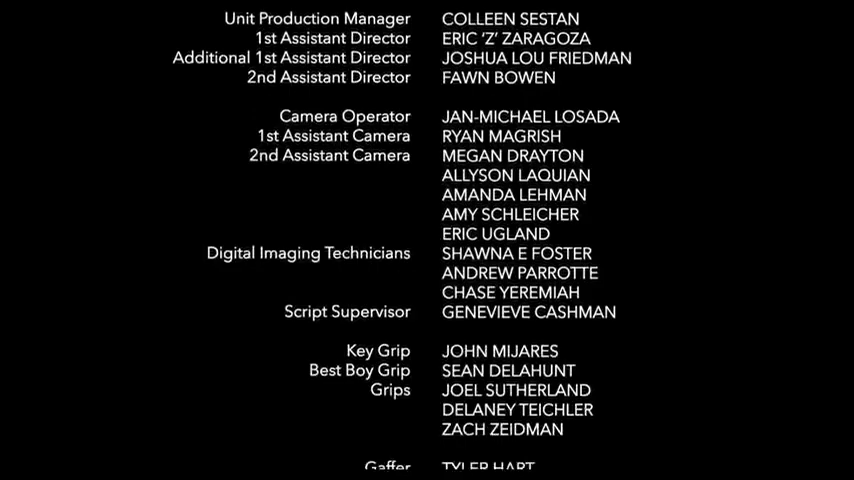 Unit Production Manager COLLEEN SESTAN
1st Assistant Director ERIC ‘Z’ ZARAGOZA
Additional 1st Assistant Director JOSHUA LOU FRIEDMAN
2nd Assistant Director FAWN BOWEN
Camera Operator JAN-MICHAEL LOSADA
1st Assistant Camera RYAN MAGRISH
2nd Assistant Camera MEGAN DRAYTON
ALLYSON LAQUIAN
AMANDA LEHMAN
AMY SCHLEICHER
ERIC UGLAND
Digital Imaging Technicians SHAWNA E FOSTER
ANDREW PARROTTE
CHASE YEREMIAH
Script Supervisor GENEVIEVE CASHMAN
Key Grip JOHN MIJARES
Best Boy Grip SEAN DELAHUNT
Grips JOEL SUTHERLAND
DELANEY TEICHLER
ZACH ZEIDMAN
Gaffer TYLER HART